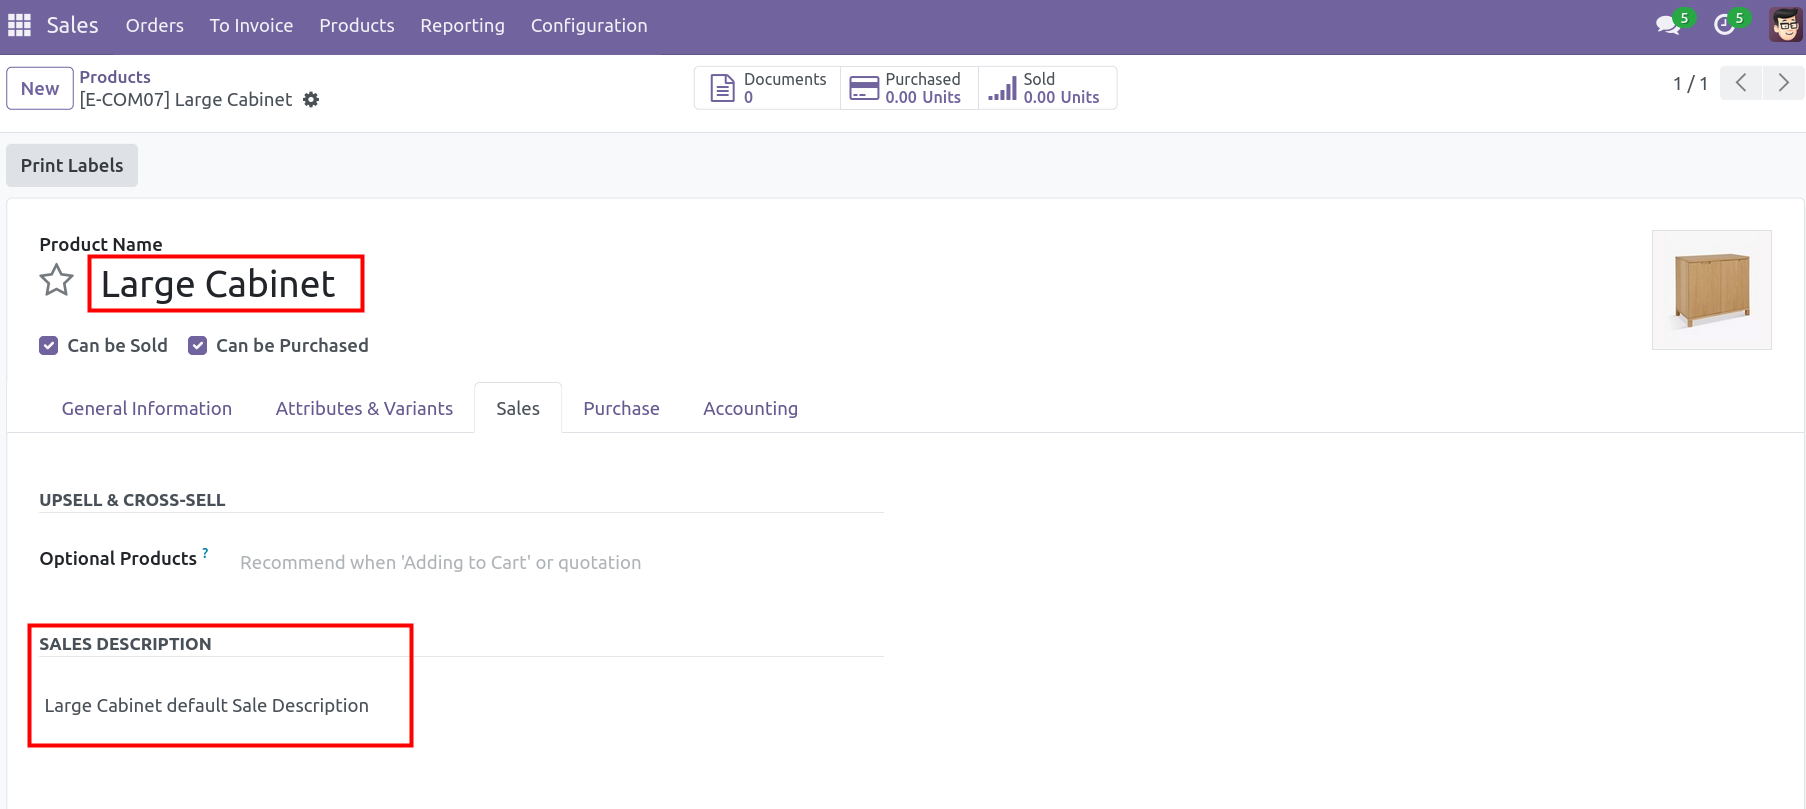 Sales Orders To Invoice Products Reporting Configuration 5 5
New Products
[E-COM07] Large Cabinet
Documents
0
Purchased
0.00 Units
Sold
0.00 Units
1 / 1
Print Labels
Product Name
Large Cabinet
Can be Sold Can be Purchased
General Information Attributes & Variants Sales Purchase Accounting
UPSELL & CROSS-SELL
Optional Products ? Recommend when 'Adding to Cart' or quotation
SALES DESCRIPTION
Large Cabinet default Sale Description